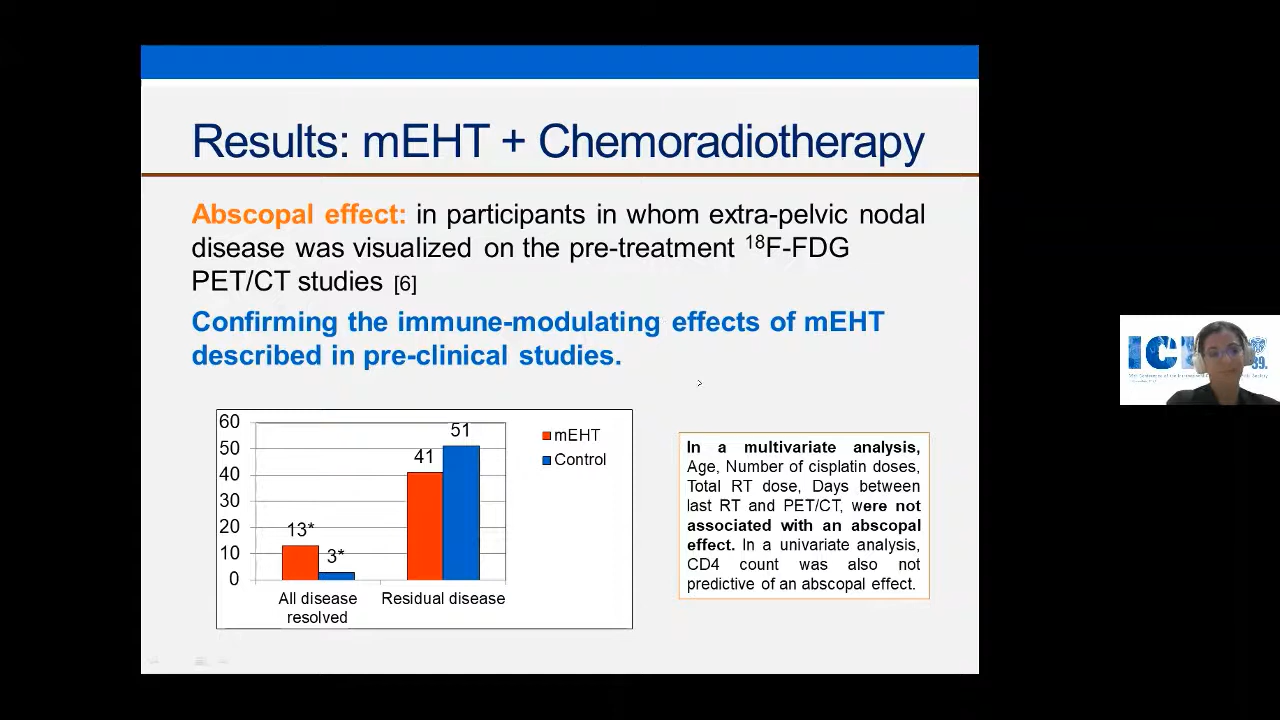 Results: mEHT + Chemoradiotherapy
Abscopal effect: in participants in whom extra-pelvic nodal
disease was visualized on the pre-treatment ¹⁸F-FDG
PET/CT studies [6]
Confirming the immune-modulating effects of mEHT
described in pre-clinical studies.
60
50
40
30
20
10
0
13*
3*
41
51
All disease
resolved
Residual disease
mEHT
Control
In a multivariate analysis,
Age, Number of cisplatin doses,
Total RT dose, Days between
last RT and PET/CT, were not
associated with an abscopal
effect. In a univariate analysis,
CD4 count was also not
predictive of an abscopal effect.
39.